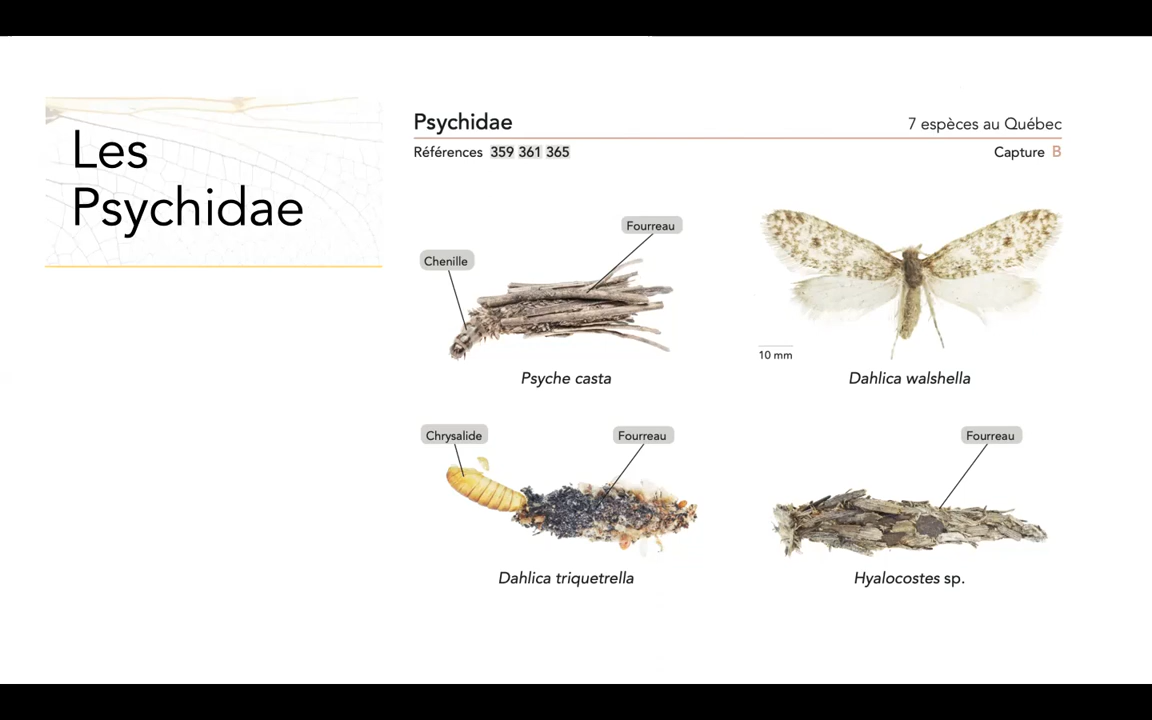 Les
Psychidae
Psychidae
7 espèces au Québec
Références 359 361 365
Capture B
Chenille
Fourreau
Psyche casta
10 mm
Dahlica walshella
Chrysalide
Fourreau
Dahlica triquetrella
Fourreau
Hyalocostes sp.